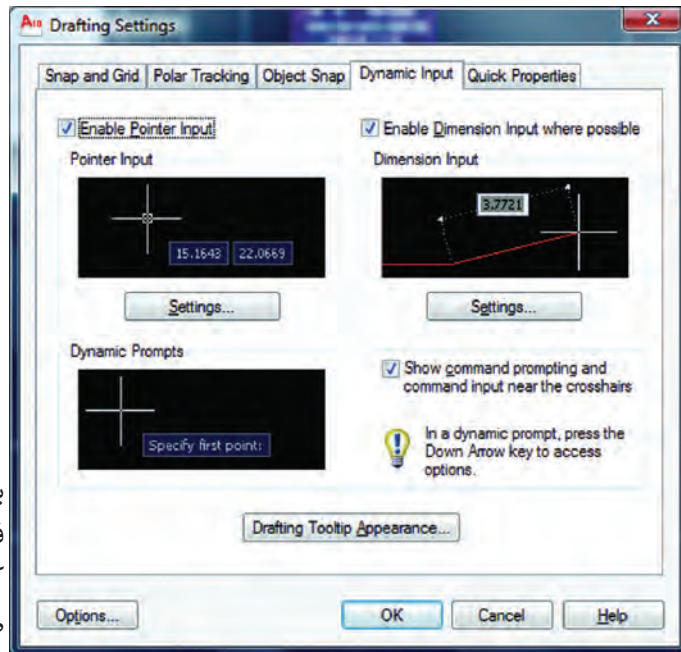 Drafting Settings
Snap and Grid Polar Tracking Object Snap Dynamic Input Quick Properties
Enable Pointer Input
Enable Dimension Input where possible
Pointer Input
Dimension Input
15.1643 22.0669
3.7721
Settings...
Settings...
Dynamic Prompts
Show command prompting and
command input near the crosshairs
Specify first point:
In a dynamic prompt, press the
Down Arrow key to access
options.
Drafting Tooltip Appearance...
Options...
OK
Cancel
Help